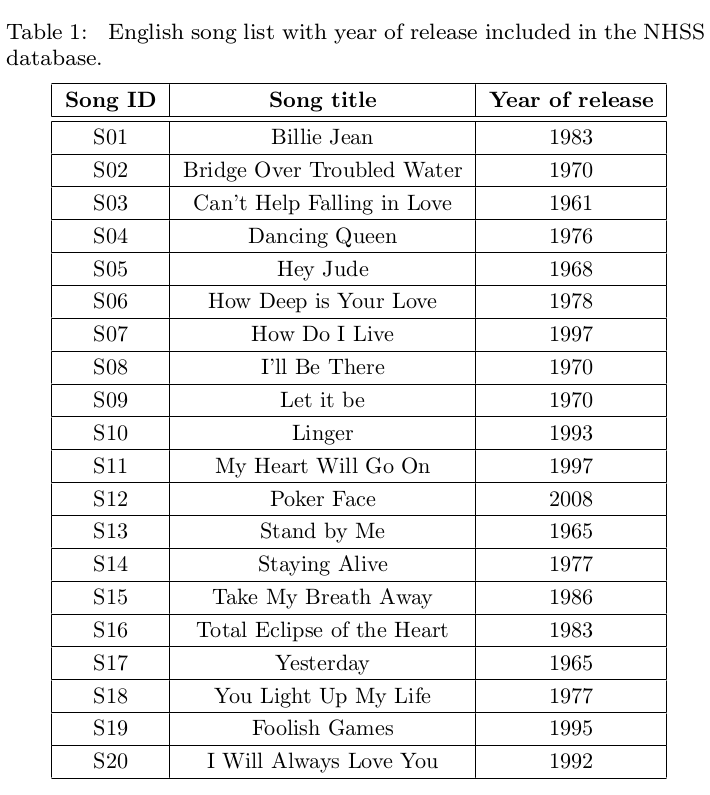 Table 1: English song list with year of release included in the NHSS
database.
Song ID Song title Year of release
S01 Billie Jean 1983
S02 Bridge Over Troubled Water 1970
S03 Can't Help Falling in Love 1961
S04 Dancing Queen 1976
S05 Hey Jude 1968
S06 How Deep is Your Love 1978
S07 How Do I Live 1997
S08 I'll Be There 1970
S09 Let it be 1970
S10 Linger 1993
S11 My Heart Will Go On 1997
S12 Poker Face 2008
S13 Stand by Me 1965
S14 Staying Alive 1977
S15 Take My Breath Away 1986
S16 Total Eclipse of the Heart 1983
S17 Yesterday 1965
S18 You Light Up My Life 1977
S19 Foolish Games 1995
S20 I Will Always Love You 1992